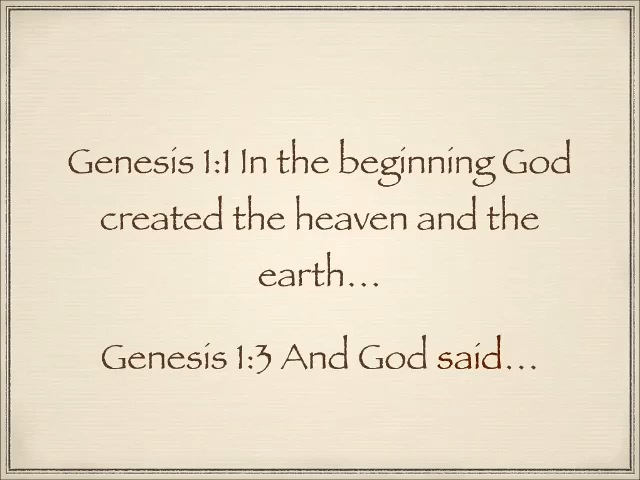 Genesis 1:1 In the beginning God
created the heaven and the
earth…
Genesis 1:3 And God said…